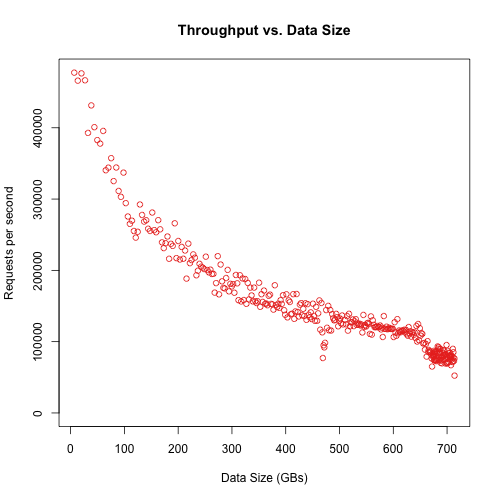 Throughput vs. Data Size
Requests per second
400000
300000
200000
100000
0
0 100 200 300 400 500 600 700
Data Size (GBs)